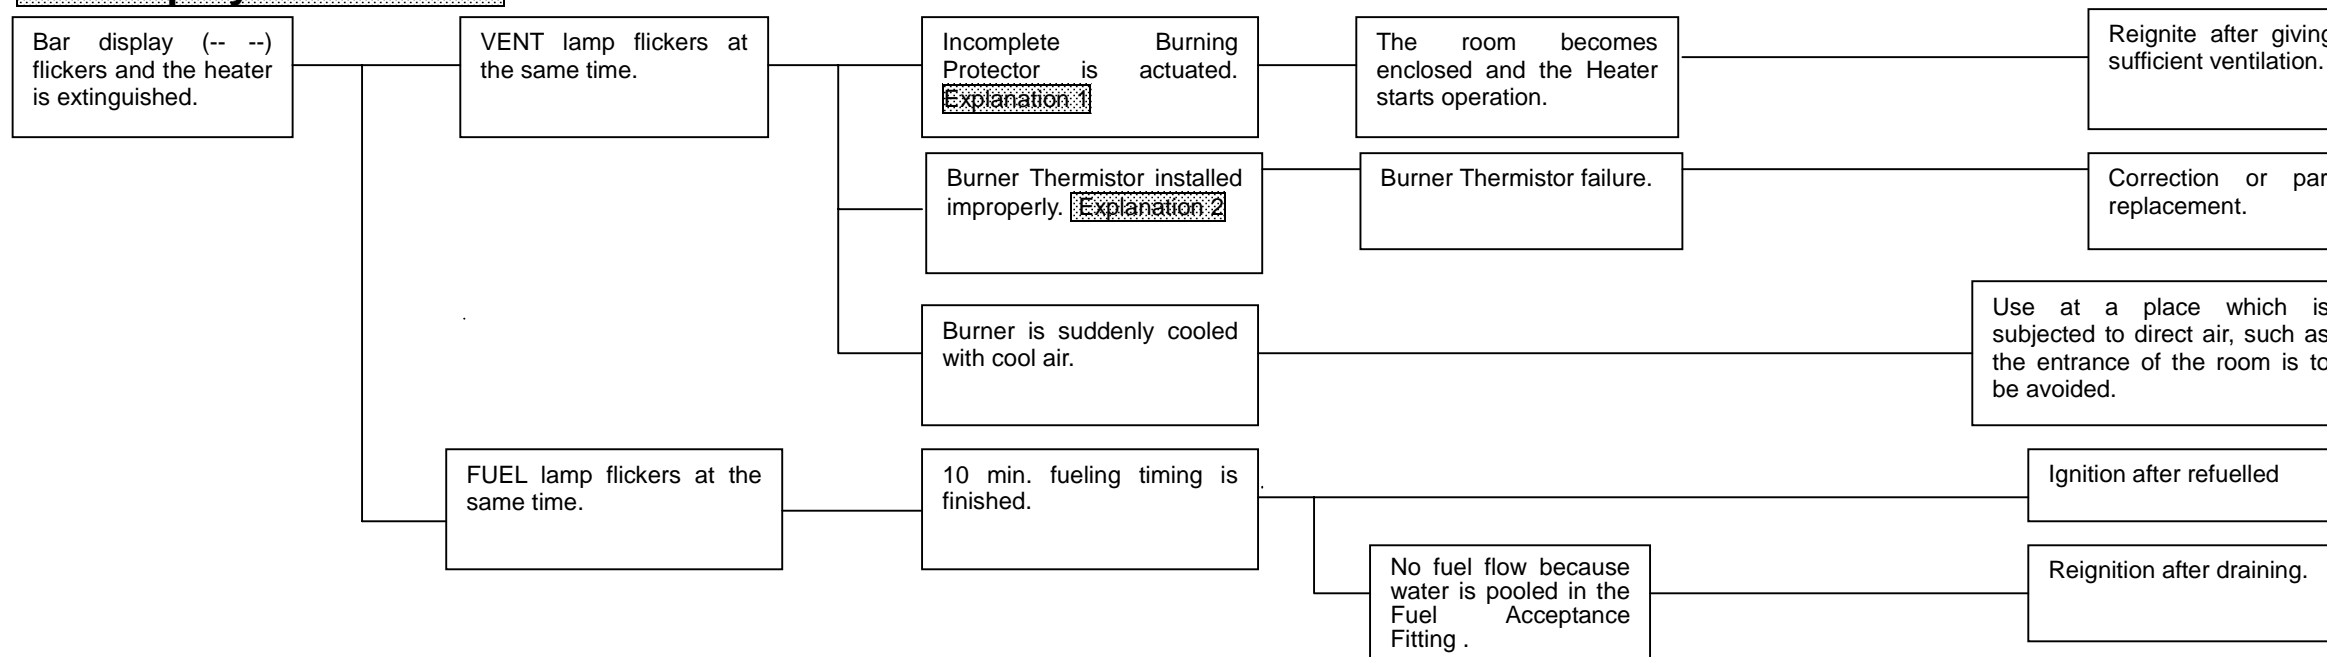 Bar display (-- --)
flickers and the heater
is extinguished.
VENT lamp flickers at
the same time.
Incomplete Burning
Protector is actuated.
Explanation 1
The room becomes
enclosed and the Heater
starts operation.
Reignite after giving
sufficient ventilation.
Burner Thermistor installed
improperly. Explanation 2
Burner Thermistor failure.
Correction or
replacement.
Burner is suddenly cooled
with cool air.
Use at a place which is
subjected to direct air, such as
the entrance of the room is to
be avoided.
FUEL lamp flickers at the
same time.
10 min. fueling timing is
finished.
Ignition after refuelled
No fuel flow because
water is pooled in the
Fuel Acceptance
Fitting .
Reignition after draining.